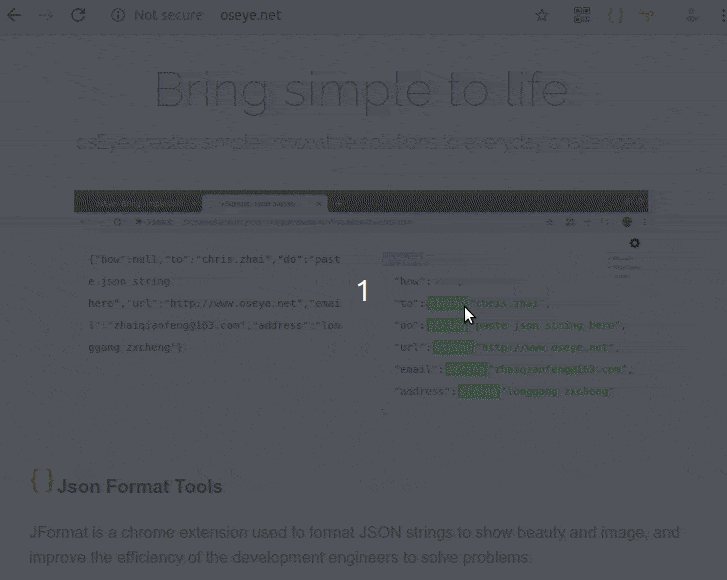 Not secure oseye.net
Bring simple to life
osEye creates simple innovative solutions to everyday challenges
1
{"how":null,"to":"chris.zhai","do":"past
e json string
here","url":"http://www.oseye.net","emai
l":"zhaiqianfeng@163.com","address":"lon
ggang zxcheng"}
"how":
"to": "chris.zhai",
"do": "paste json string here",
"url": "http://www.oseye.net",
"email": "zhaiqianfeng@163.com",
"address": "longgang zxcheng"
{} Json Format Tools
JFormat is a chrome extension used to format JSON strings to show beauty and image, and
improve the efficiency of the development engineers to solve problems.